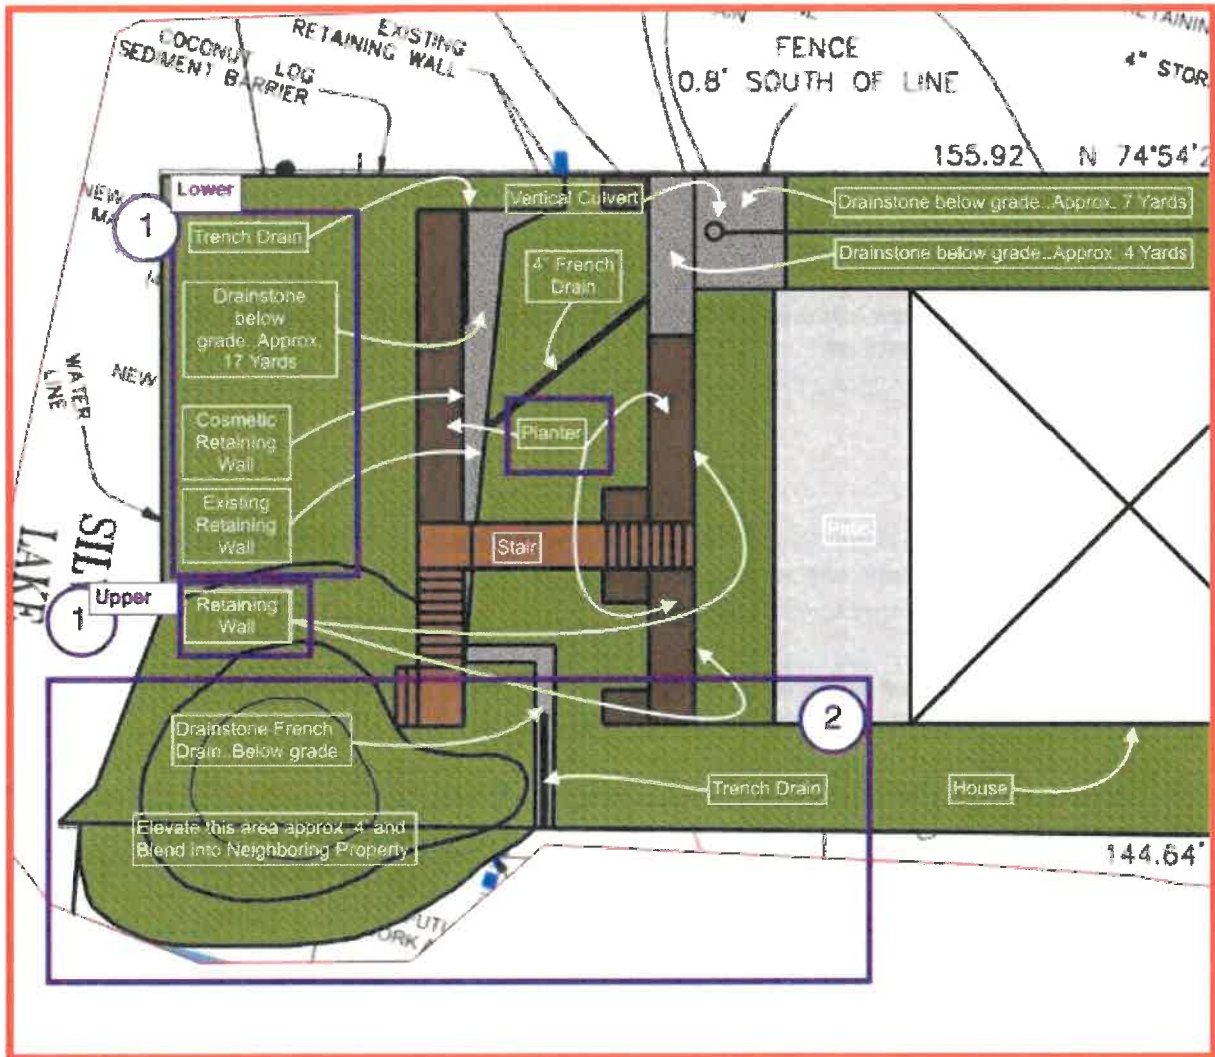 COCONUT LOG
SEDIMENT BARRIER
EXISTING
RETAINING WALL
FENCE
0.8' SOUTH OF LINE
4" STOR
155.92 N 74°54'2
NEW
Lower
1
Trench Drain
Vertical Culvert
Drainstone below grade..Approx. 7 Yards
Drainstone below grade..Approx. 4 Yards
4" French
Drain
Drainstone
below
grade..Approx.
17 Yards
NEW
WATER
LINE
Cosmetic
Retaining
Wall
Planter
Existing
Retaining
Wall
SIL
LAKE
Stair
Patio
Upper
1
Retaining
Wall
2
Drainstone French
Drain..Below grade
Trench Drain
House
Elevate this area approx. 4' and
Blend into Neighboring Property
144.64'